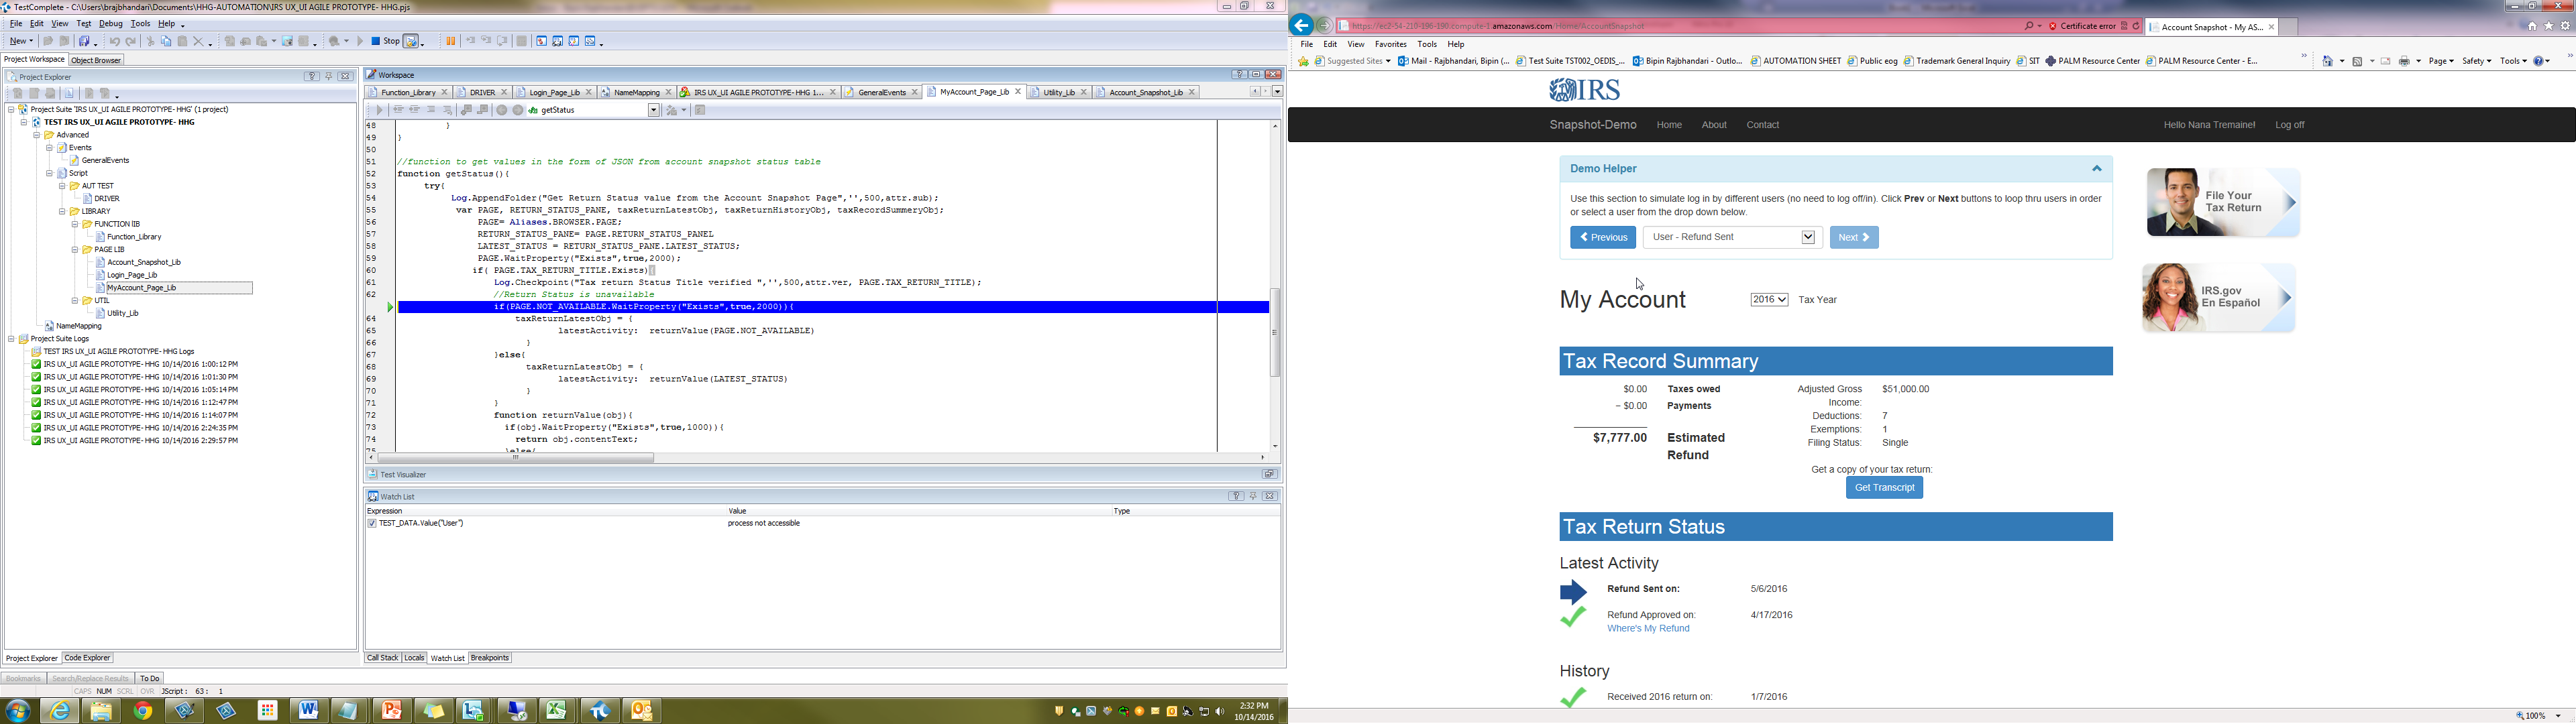 TestComplete - C:\Users\brajbhandari\Documents\HHG-AUTOMATION\IRS UX_UI AGILE PROTOTYPE- HHG.pjs
File Edit View Test Debug Tools Help
New Stop
Project Workspace Object Browser
Project Explorer
Project Suite 'IRS UX_UI AGILE PROTOTYPE- HHG' (1 project)
TEST IRS UX_UI AGILE PROTOTYPE- HHG
Advanced
Events
GeneralEvents
Script
AUT TEST
DRIVER
LIBRARY
FUNCTION lIB
Function_Library
PAGE LIB
Account_Snapshot_Lib
Login_Page_Lib
MyAccount_Page_Lib
UTIL
Utility_Lib
NameMapping
Project Suite Logs
TEST IRS UX_UI AGILE PROTOTYPE- HHG Logs
IRS UX_UI AGILE PROTOTYPE- HHG 10/14/2016 1:00:12 PM
IRS UX_UI AGILE PROTOTYPE- HHG 10/14/2016 1:01:30 PM
IRS UX_UI AGILE PROTOTYPE- HHG 10/14/2016 1:05:14 PM
IRS UX_UI AGILE PROTOTYPE- HHG 10/14/2016 1:12:47 PM
IRS UX_UI AGILE PROTOTYPE- HHG 10/14/2016 1:14:07 PM
IRS UX_UI AGILE PROTOTYPE- HHG 10/14/2016 2:24:35 PM
IRS UX_UI AGILE PROTOTYPE- HHG 10/14/2016 2:29:57 PM
Project Explorer Code Explorer
Bookmarks Search/Replace Results To Do
CAPS NUM SCRL OVR JScript: 63: 1
Workspace
Function_Library DRIVER Login_Page_Lib NameMapping IRS UX_UI AGILE PROTOTYPE- HHG 1... GeneralEvents MyAccount_Page_Lib Utility_Lib Account_Snapshot_Lib
getStatus
48 }
49 }
50
51 //function to get values in the form of JSON from account snapshot status table
52 function getStatus(){
53 try{
54 Log.AppendFolder("Get Return Status value from the Account Snapshot Page",'',500,attr.sub);
55 var PAGE, RETURN_STATUS_PANE, taxReturnLatestObj, taxReturnHistoryObj, taxRecordSummeryObj;
56 PAGE= Aliases.BROWSER.PAGE;
57 RETURN_STATUS_PANE= PAGE.RETURN_STATUS_PANEL
58 LATEST_STATUS = RETURN_STATUS_PANE.LATEST_STATUS;
59 PAGE.WaitProperty("Exists",true,2000);
60 if( PAGE.TAX_RETURN_TITLE.Exists){
61 Log.Checkpoint("Tax return Status Title verified ",'',500,attr.ver, PAGE.TAX_RETURN_TITLE);
62 //Return Status is unavailable
if(PAGE.NOT_AVAILABLE.WaitProperty("Exists",true,2000)){
64 taxReturnLatestObj = {
65 latestActivity: returnValue(PAGE.NOT_AVAILABLE)
66 }
67 }else{
68 taxReturnLatestObj = {
69 latestActivity: returnValue(LATEST_STATUS)
70 }
71 }
72 function returnValue(obj){
73 if(obj.WaitProperty("Exists",true,1000)){
74 return obj.contentText;
75 }else{
Test Visualizer
Watch List
Expression Value Type
TEST_DATA.Value("User") process not accessible
Call Stack Locals Watch List Breakpoints
2:32 PM
10/14/2016
https://ec2-54-210-196-190.compute-1.amazonaws.com/Home/AccountSnapshot
Certificate error
Account Snapshot - My AS...
File Edit View Favorites Tools Help
Suggested Sites Mail - Rajbhandari, Bipin (... Test Suite TST002_OEDIS_... Bipin Rajbhandari - Outlo... AUTOMATION SHEET Public eog Trademark General Inquiry SIT PALM Resource Center PALM Resource Center - E...
Page Safety Tools
IRS
Snapshot-Demo Home About Contact Hello Nana Tremaine! Log off
Demo Helper
Use this section to simulate log in by different users (no need to log off/in). Click Prev or Next buttons to loop thru users in order
or select a user from the drop down below.
Previous User - Refund Sent Next
File Your
Tax Return
IRS.gov
En Español
My Account 2016 Tax Year
Tax Record Summary
$0.00 Taxes owed
− $0.00 Payments
$7,777.00 Estimated
Refund
Adjusted Gross $51,000.00
Income:
Deductions: 7
Exemptions: 1
Filing Status: Single
Get a copy of your tax return:
Get Transcript
Tax Return Status
Latest Activity
Refund Sent on: 5/6/2016
Refund Approved on: 4/17/2016
Where's My Refund
History
Received 2016 return on: 1/7/2016
100%